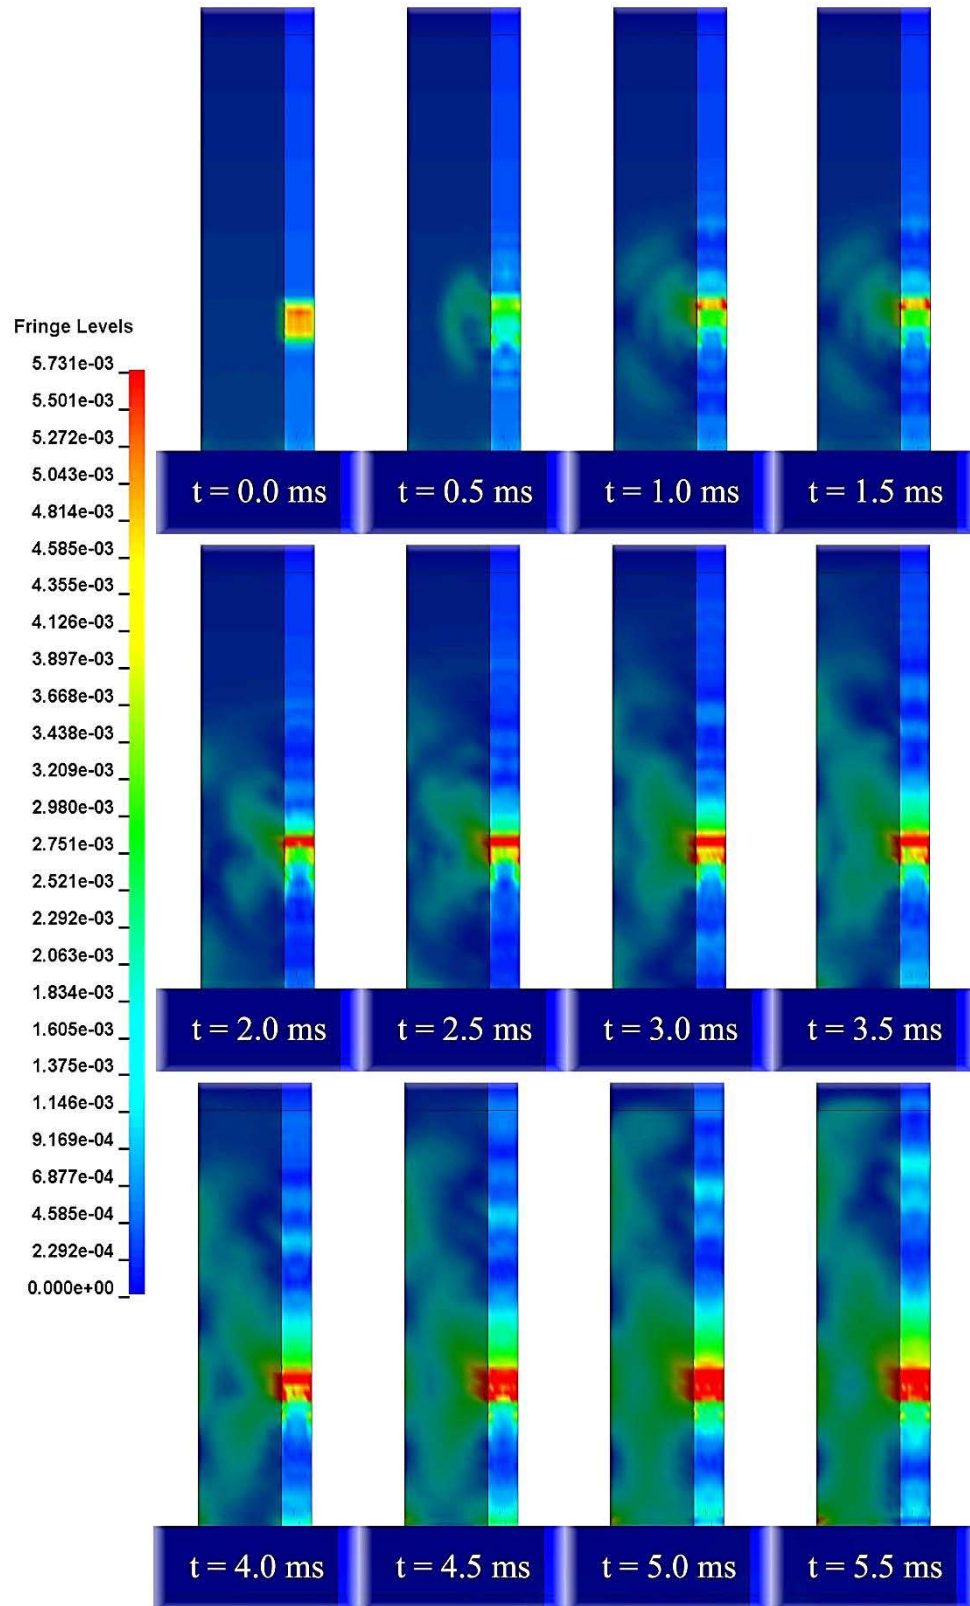 Fringe Levels
5.731e-03
5.501e-03
5.272e-03
5.043e-03
4.814e-03
4.585e-03
4.355e-03
4.126e-03
3.897e-03
3.668e-03
3.438e-03
3.209e-03
2.980e-03
2.751e-03
2.521e-03
2.292e-03
2.063e-03
1.834e-03
1.605e-03
1.375e-03
1.146e-03
9.169e-04
6.877e-04
4.585e-04
2.292e-04
0.000e+00
t = 0.0 ms
t = 0.5 ms
t = 1.0 ms
t = 1.5 ms
t = 2.0 ms
t = 2.5 ms
t = 3.0 ms
t = 3.5 ms
t = 4.0 ms
t = 4.5 ms
t = 5.0 ms
t = 5.5 ms